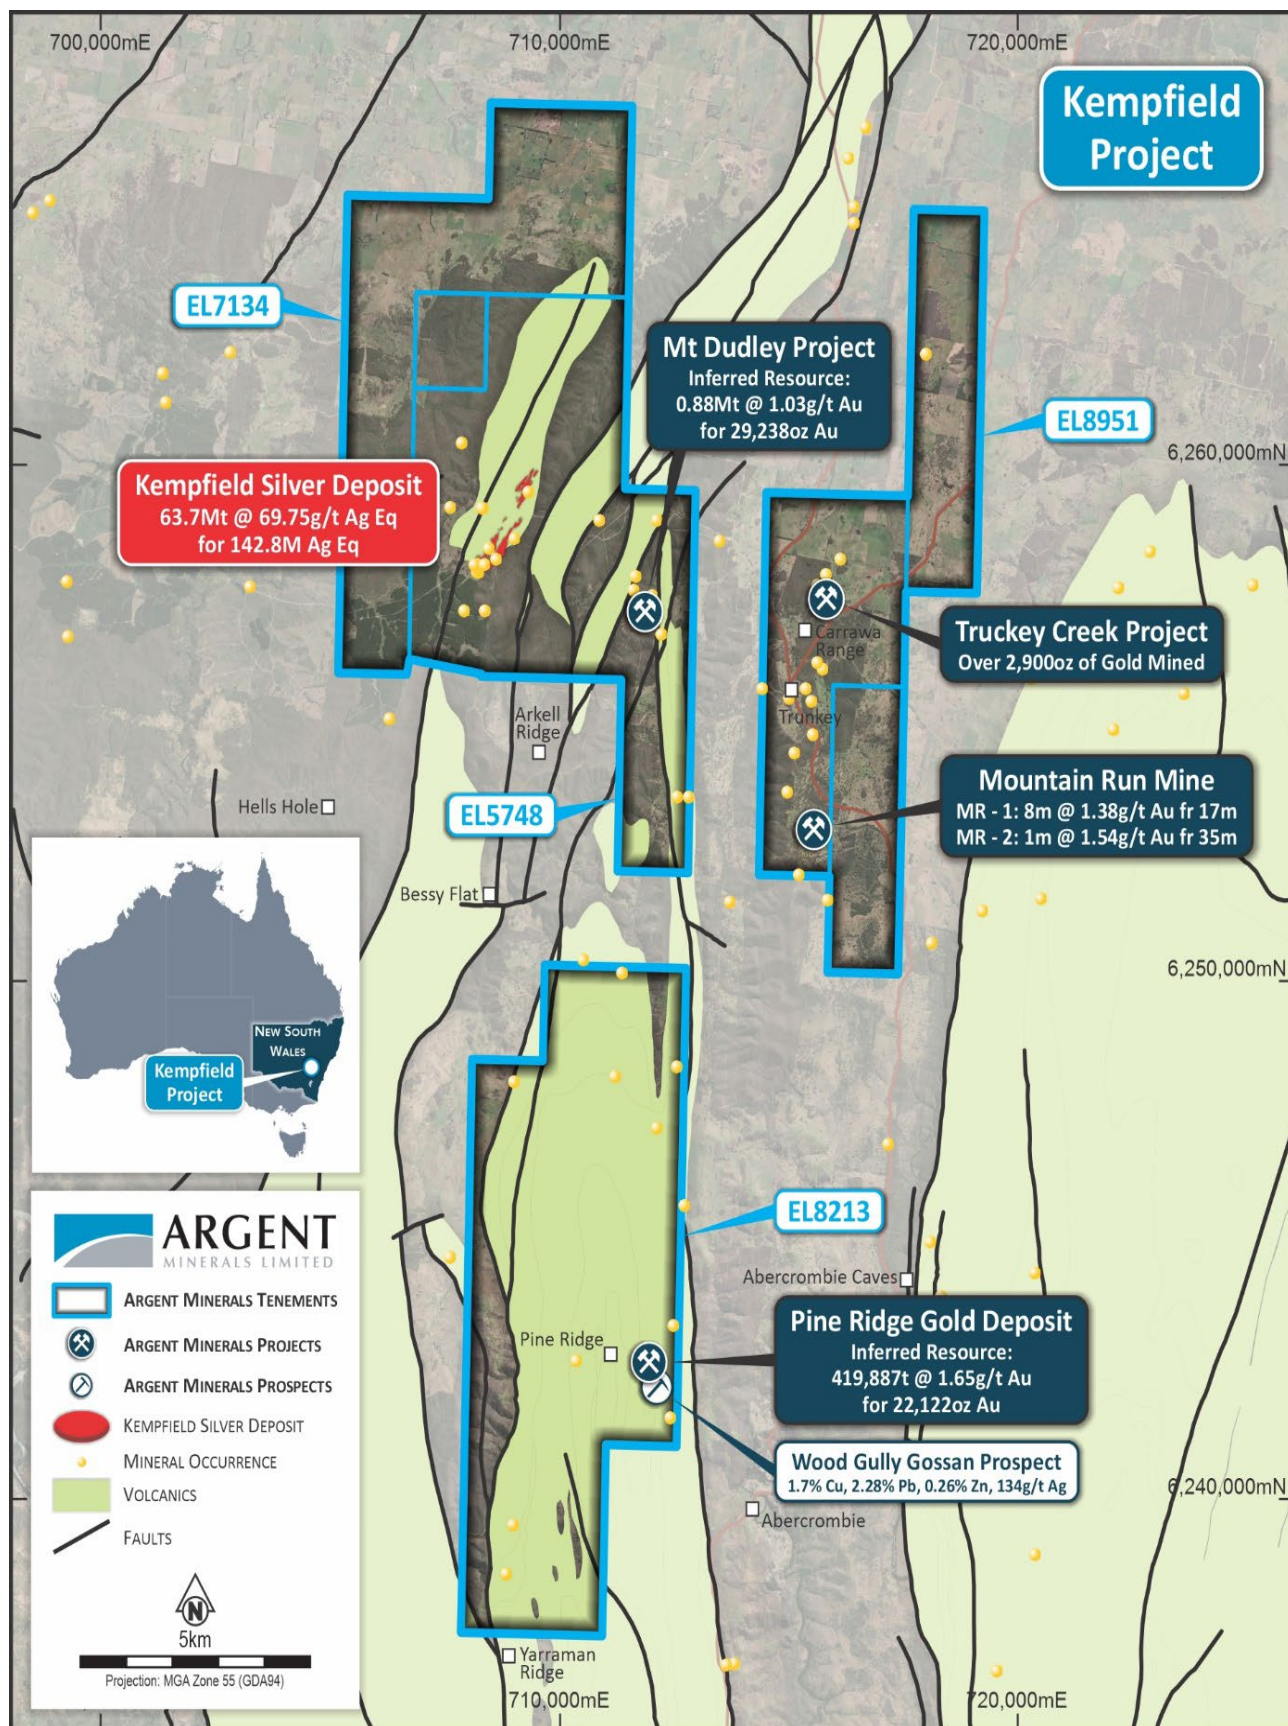 700,000mE
710,000mE
720,000mE
Kempfield
Project
EL7134
Mt Dudley Project
Inferred Resource:
0.88Mt @ 1.03g/t Au
for 29,238oz Au
EL8951
6,260,000mN
Kempfield Silver Deposit
63.7Mt @ 69.75g/t Ag Eq
for 142.8M Ag Eq
Carrawa
Range
Truckey Creek Project
Over 2,900oz of Gold Mined
Trunkey
Arkell
Ridge
Mountain Run Mine
MR - 1: 8m @ 1.38g/t Au fr 17m
MR - 2: 1m @ 1.54g/t Au fr 35m
Hells Hole
EL5748
Bessy Flat
6,250,000mN
NEW SOUTH
WALES
Kempfield
Project
EL8213
Abercrombie Caves
Pine Ridge
Pine Ridge Gold Deposit
Inferred Resource:
419,887t @ 1.65g/t Au
for 22,122oz Au
Wood Gully Gossan Prospect
1.7% Cu, 2.28% Pb, 0.26% Zn, 134g/t Ag
6,240,000mN
Abercrombie
Yarraman
Ridge
710,000mE
720,000mE
ARGENT
MINERALS LIMITED
ARGENT MINERALS TENEMENTS
ARGENT MINERALS PROJECTS
ARGENT MINERALS PROSPECTS
KEMPFIELD SILVER DEPOSIT
MINERAL OCCURRENCE
VOLCANICS
FAULTS
N
5km
Projection: MGA Zone 55 (GDA94)